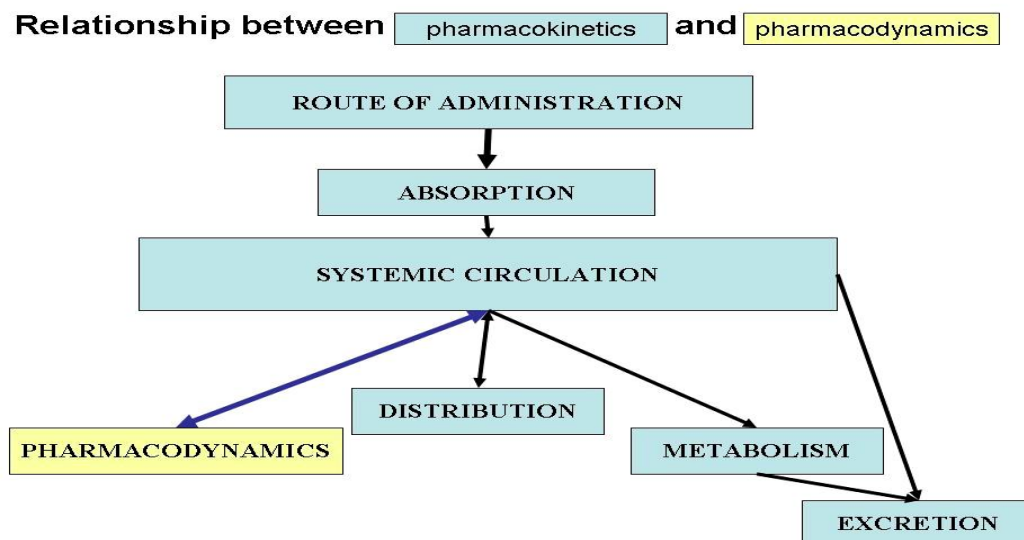 Relationship between pharmacokinetics and pharmacodynamics
ROUTE OF ADMINISTRATION
ABSORPTION
SYSTEMIC CIRCULATION
DISTRIBUTION
PHARMACODYNAMICS
METABOLISM
EXCRETION